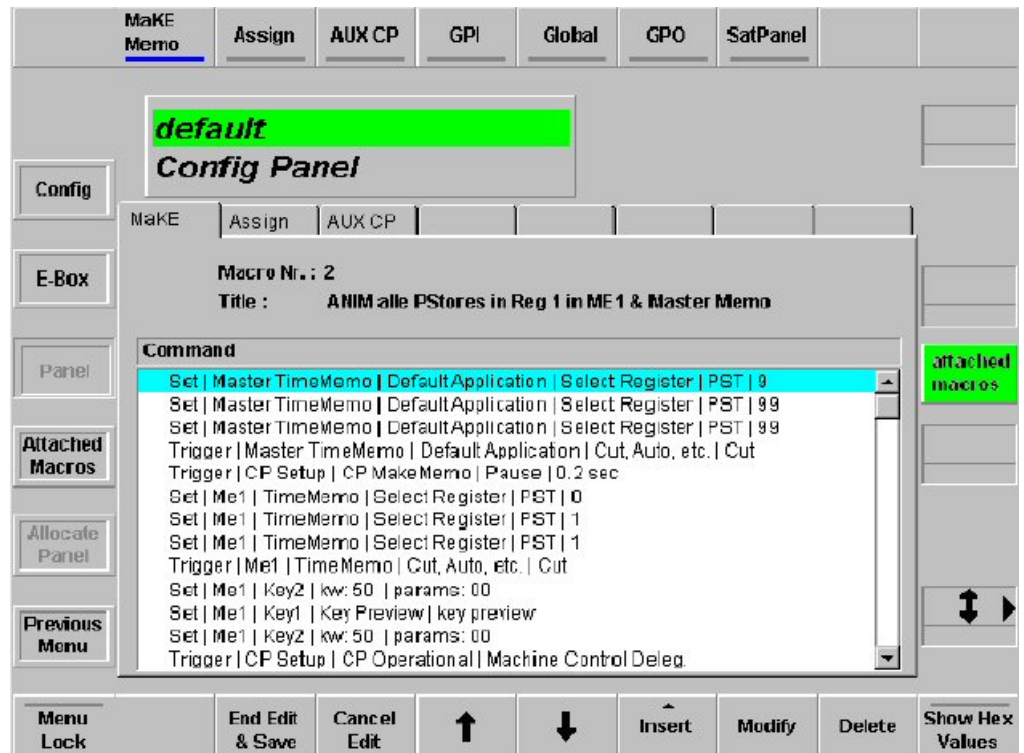 MaKE
Memo
Assign
AUX CP
GPI
Global
GPO
SatPanel
default
Config Panel
Config
MaKE
Assign
AUX CP
E-Box
Macro Nr. : 2
Title : ANIM alle PStores in Reg 1 in ME1 & Master Memo
Panel
Command
attached
macros
Set | Master TimeMemo | Default Application | Select Register | PST | 9
Set | Master TimeMemo | Default Application | Select Register | PST | 99
Set | Master TimeMemo | Default Application | Select Register | PST | 99
Trigger | Master TimeMemo | Default Application | Cut, Auto, etc. | Cut
Trigger | CP Setup | CP MakeMemo | Pause | 0.2 sec
Set | Me1 | TimeMemo | Select Register | PST | 0
Set | Me1 | TimeMemo | Select Register | PST | 1
Set | Me1 | TimeMemo | Select Register | PST | 1
Trigger | Me1 | TimeMemo | Cut, Auto, etc. | Cut
Set | Me1 | Key2 | kw: 50 | params: 00
Set | Me1 | Key1 | Key Preview | key preview
Set | Me1 | Key2 | kw: 50 | params: 00
Trigger | CP Setup | CP Operational | Machine Control Deleg.
Attached
Macros
Allocate
Panel
Previous
Menu
Menu
Lock
End Edit
& Save
Cancel
Edit
Insert
Modify
Delete
Show Hex
Values